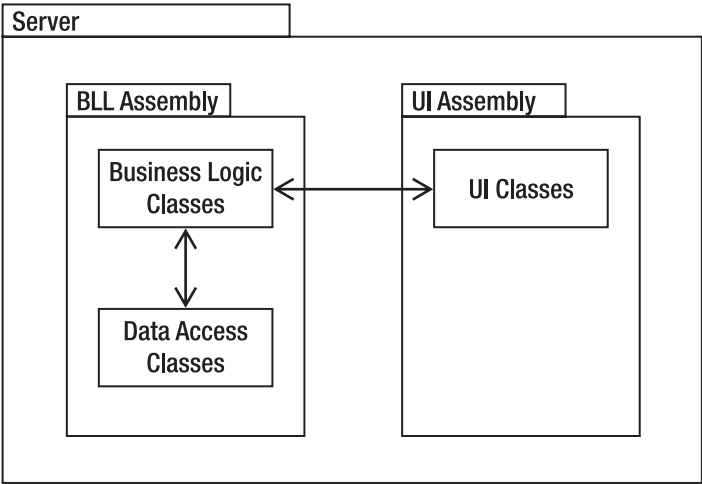 Server
BLL Assembly
UI Assembly
Business Logic
Classes
UI Classes
Data Access
Classes